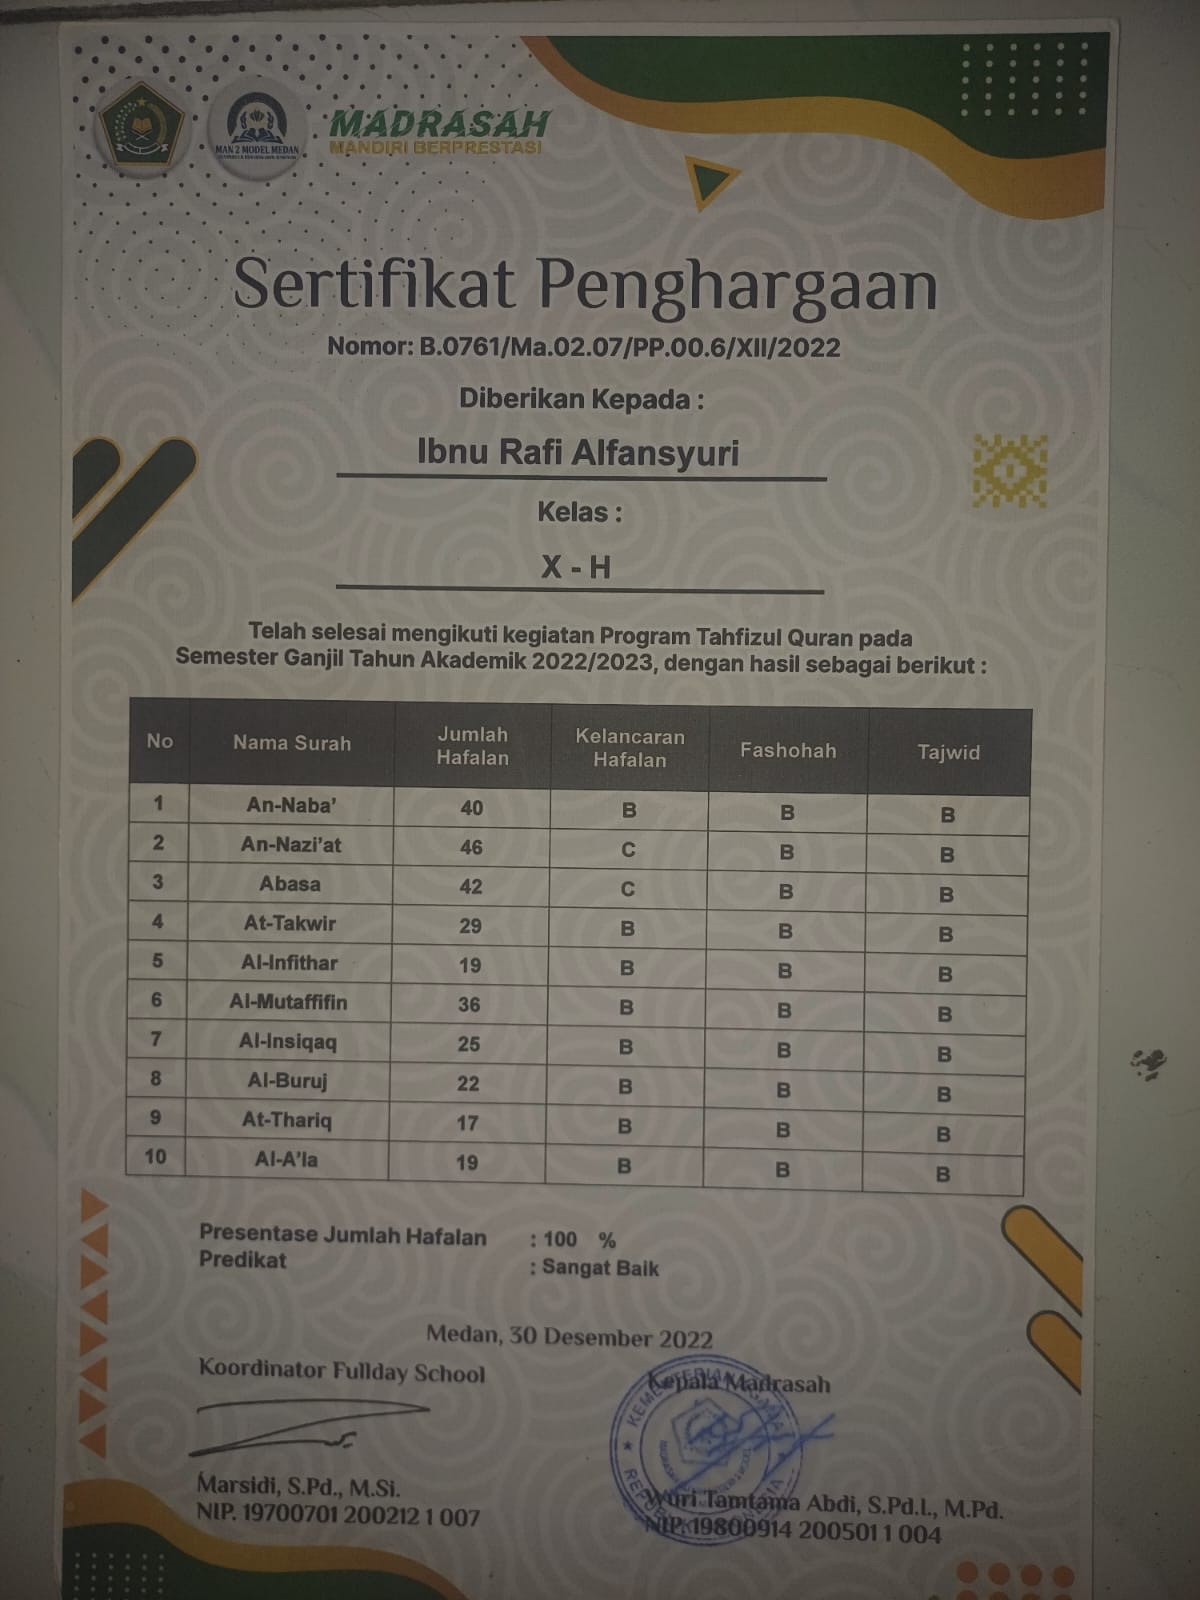 MAN 2 MODEL MEDAN
MADRASAH
MANDIRI BERPRESTASI
Sertifikat Penghargaan
Nomor: B.0761/Ma.02.07/PP.00.6/XII/2022
Diberikan Kepada :
Ibnu Rafi Alfansyuri
Kelas :
X - H
Telah selesai mengikuti kegiatan Program Tahfizul Quran pada
Semester Ganjil Tahun Akademik 2022/2023, dengan hasil sebagai berikut :
No Nama Surah Jumlah Hafalan Kelancaran Hafalan Fashohah Tajwid
1 An-Naba’ 40 B B B
2 An-Nazi’at 46 C B B
3 Abasa 42 C B B
4 At-Takwir 29 B B B
5 Al-Infithar 19 B B B
6 Al-Mutaffifin 36 B B B
7 Al-Insiqaq 25 B B B
8 Al-Buruj 22 B B B
9 At-Thariq 17 B B B
10 Al-A’la 19 B B B
Presentase Jumlah Hafalan : 100 %
Predikat : Sangat Baik
Medan, 30 Desember 2022
Koordinator Fullday School
Kepala Madrasah
Marsidi, S.Pd., M.Si.
NIP. 19700701 200212 1 007
Wuri Tamtama Abdi, S.Pd.I., M.Pd.
NIP. 19800914 200501 1 004